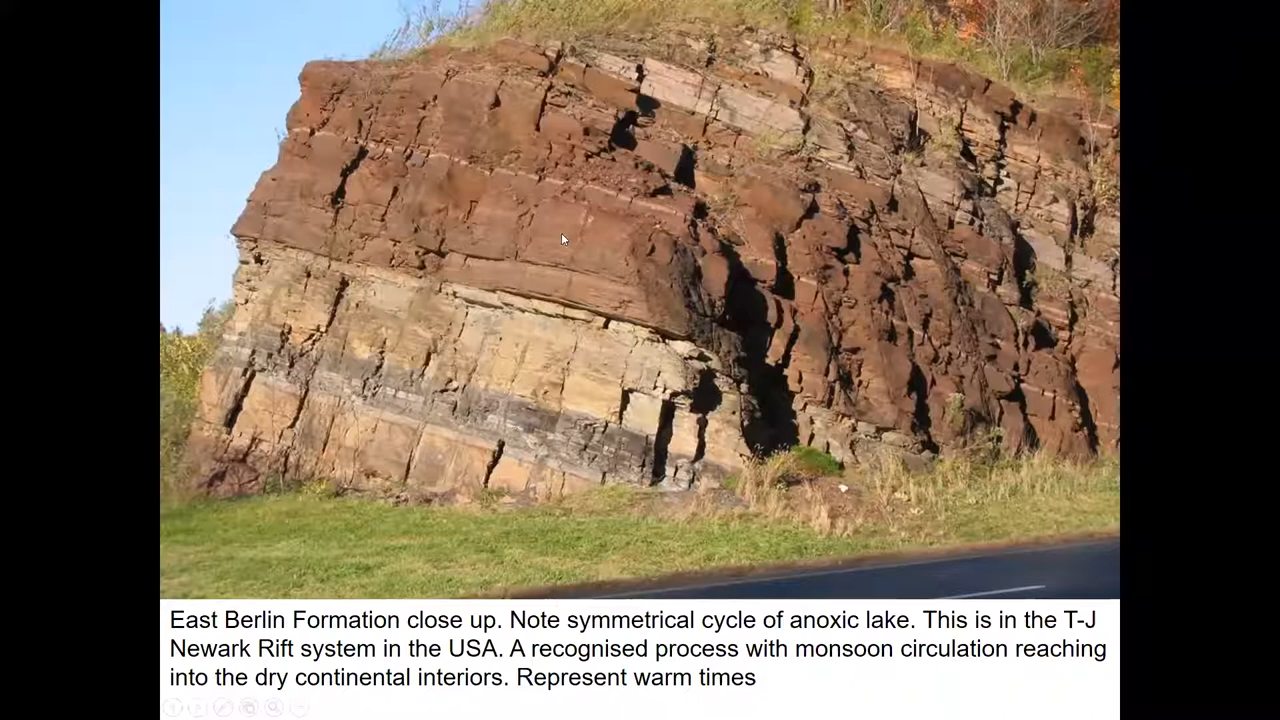 East Berlin Formation close up. Note symmetrical cycle of anoxic lake. This is in the T-J
Newark Rift system in the USA. A recognised process with monsoon circulation reaching
into the dry continental interiors. Represent warm times